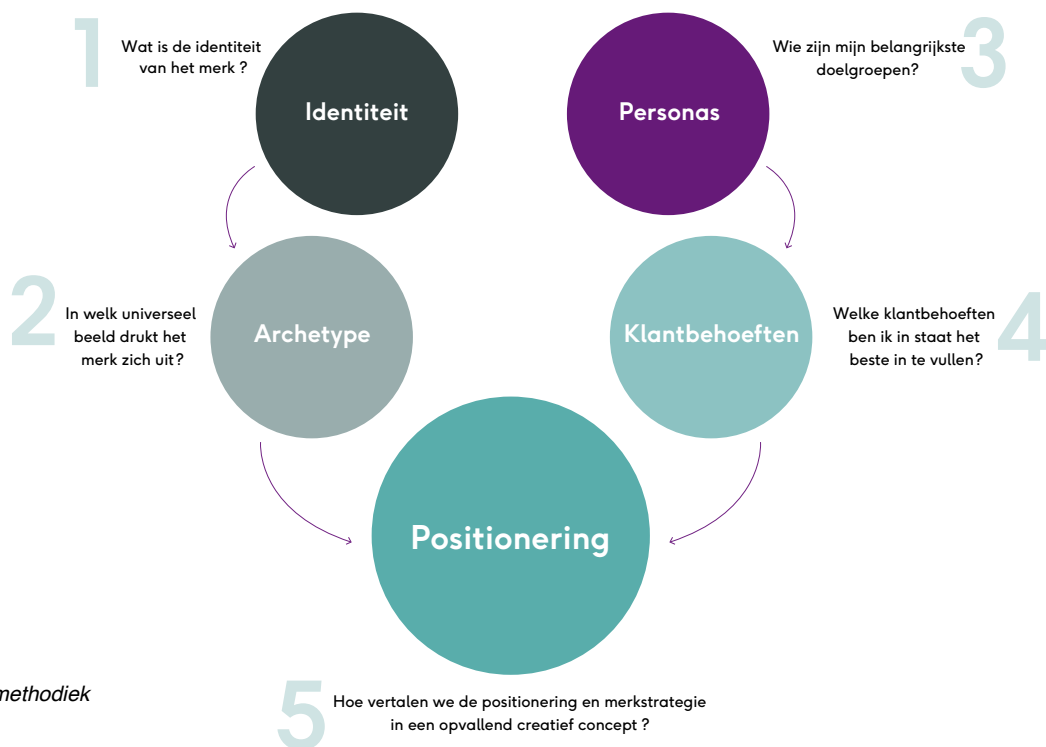 1
Wat is de identiteit
van het merk ?
Identiteit
2
In welk universeel
beeld drukt het
merk zich uit?
Archetype
3
Wie zijn mijn belangrijkste
doelgroepen?
Personas
4
Welke klantbehoeften
ben ik in staat het
beste in te vullen?
Klantbehoeften
Positionering
5
Hoe vertalen we de positionering en merkstrategie
in een opvallend creatief concept ?
methodiek